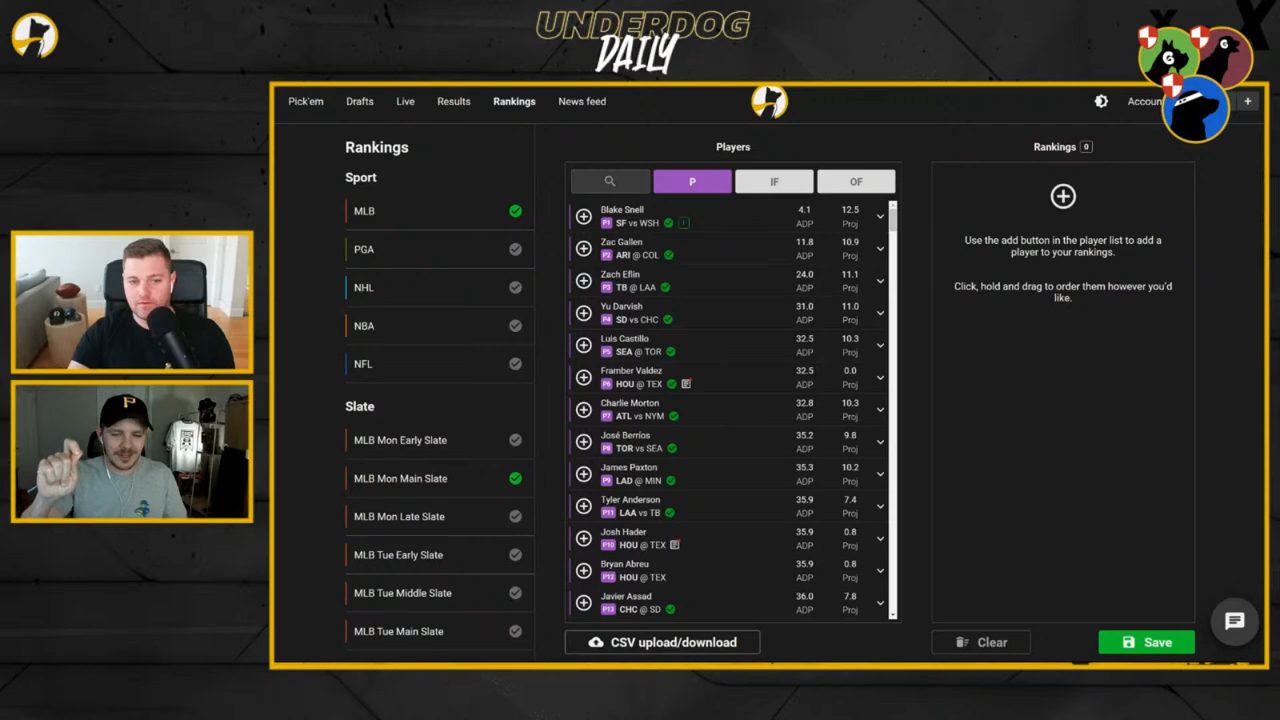 UNDERDOG
DAILY
Pick'em
Drafts
Live
Results
Rankings
News feed
Accoun
+
Rankings
Sport
MLB
PGA
NHL
NBA
NFL
Slate
MLB Mon Early Slate
MLB Mon Main Slate
MLB Mon Late Slate
MLB Tue Early Slate
MLB Tue Middle Slate
MLB Tue Main Slate
Players
P
IF
OF
Blake Snell 4.1 12.5
P1 SF vs WSH I ADP Proj
Zac Gallen 11.8 10.9
P2 ARI @ COL ADP Proj
Zach Eflin 24.0 11.1
P3 TB @ LAA ADP Proj
Yu Darvish 31.0 11.0
P4 SD vs CHC ADP Proj
Luis Castillo 32.5 10.3
P5 SEA @ TOR ADP Proj
Framber Valdez 32.5 0.0
P6 HOU @ TEX ADP Proj
Charlie Morton 32.8 10.3
P7 ATL vs NYM ADP Proj
José Berríos 35.2 9.8
P8 TOR vs SEA ADP Proj
James Paxton 35.3 10.2
P9 LAD @ MIN ADP Proj
Tyler Anderson 35.9 7.4
P11 LAA vs TB ADP Proj
Josh Hader 35.9 0.8
P10 HOU @ TEX ADP Proj
Bryan Abreu 35.9 0.8
P12 HOU @ TEX ADP Proj
Javier Assad 36.0 7.8
P13 CHC @ SD ADP Proj
CSV upload/download
Rankings 0
Use the add button in the player list to add a
player to your rankings.
Click, hold and drag to order them however you'd
like.
Clear
Save
G
G
P